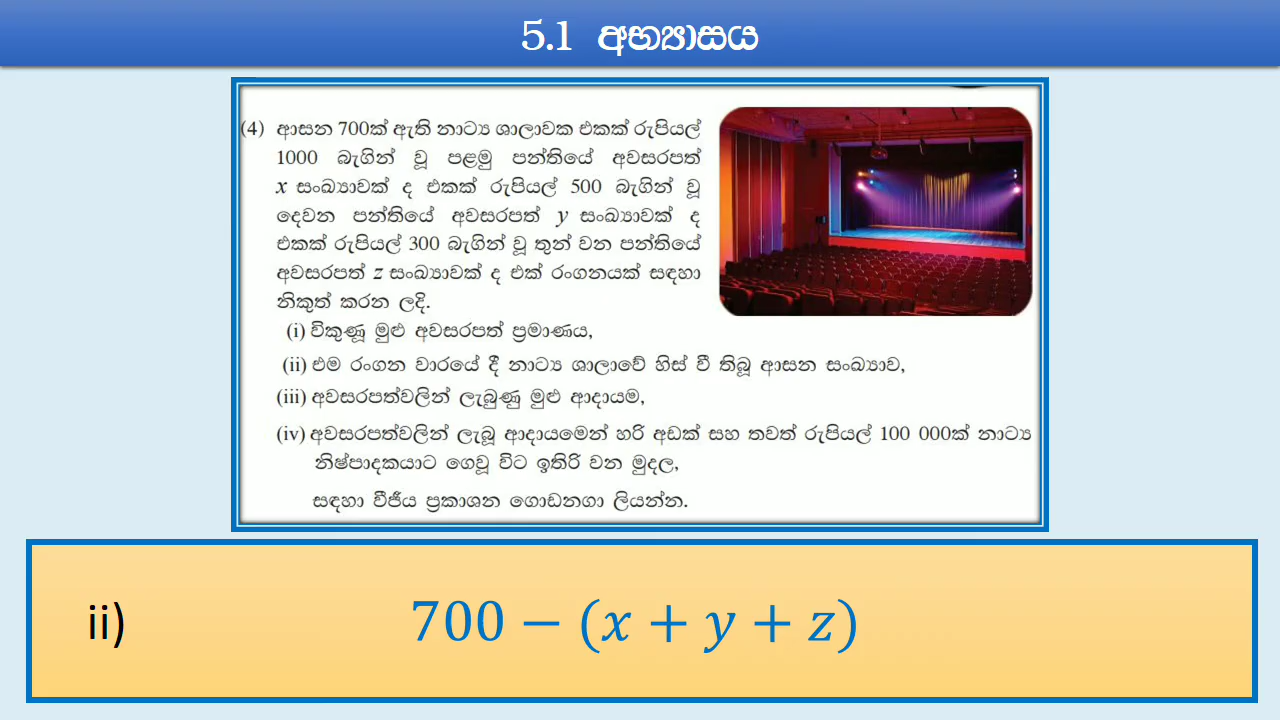 5.1 අභ්‍යාසය
(4) ආසන 700ක් ඇති නාට්‍ය ශාලාවක එකක් රුපියල්
1000 බැගින් වූ පළමු පන්තියේ අවසරපත්
x සංඛ්‍යාවක් ද එකක් රුපියල් 500 බැගින් වූ
දෙවන පන්තියේ අවසරපත් y සංඛ්‍යාවක් ද
එකක් රුපියල් 300 බැගින් වූ තුන් වන පන්තියේ
අවසරපත් z සංඛ්‍යාවක් ද එක් රංගනයක් සඳහා
නිකුත් කරන ලදි.
(i) විකුණූ මුළු අවසරපත් ප්‍රමාණය,
(ii) එම රංගන වාරයේ දී නාට්‍ය ශාලාවේ හිස් වී තිබූ ආසන සංඛ්‍යාව,
(iii) අවසරපත්වලින් ලැබුණු මුළු ආදායම,
(iv) අවසරපත්වලින් ලැබූ ආදායමෙන් හරි අඩක් සහ තවත් රුපියල් 100 000ක් නාට්‍ය
නිෂ්පාදකයාට ගෙවූ විට ඉතිරි වන මුදල,
සඳහා වීජීය ප්‍රකාශන ගොඩනගා ලියන්න.
ii) 700 − (x + y + z)